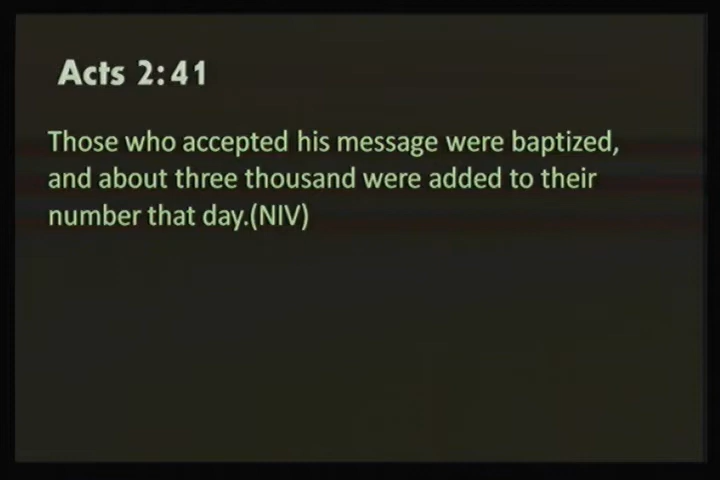 Acts 2:41
Those who accepted his message were baptized,
and about three thousand were added to their
number that day.(NIV)